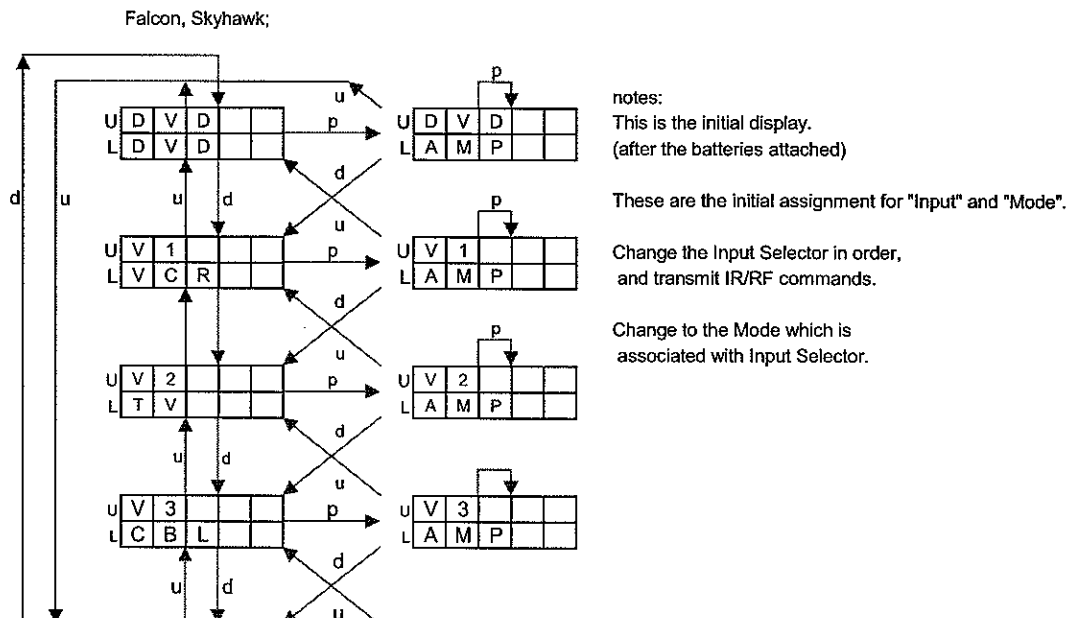 Falcon, Skyhawk;
p
u
notes:
U D V D
p
U D V D
This is the initial display.
L D V D
L A M P
(after the batteries attached)
d
d
u
u
d
p
These are the initial assignment for "Input" and "Mode".
u
U V 1
p
U V 1
Change the Input Selector in order,
L V C R
L A M P
and transmit IR/RF commands.
d
p
Change to the Mode which is
u
associated with Input Selector.
U V 2
p
U V 2
L T V
L A M P
d
u
d
u
U V 3
p
U V 3
L C B L
L A M P
d
u
d
u